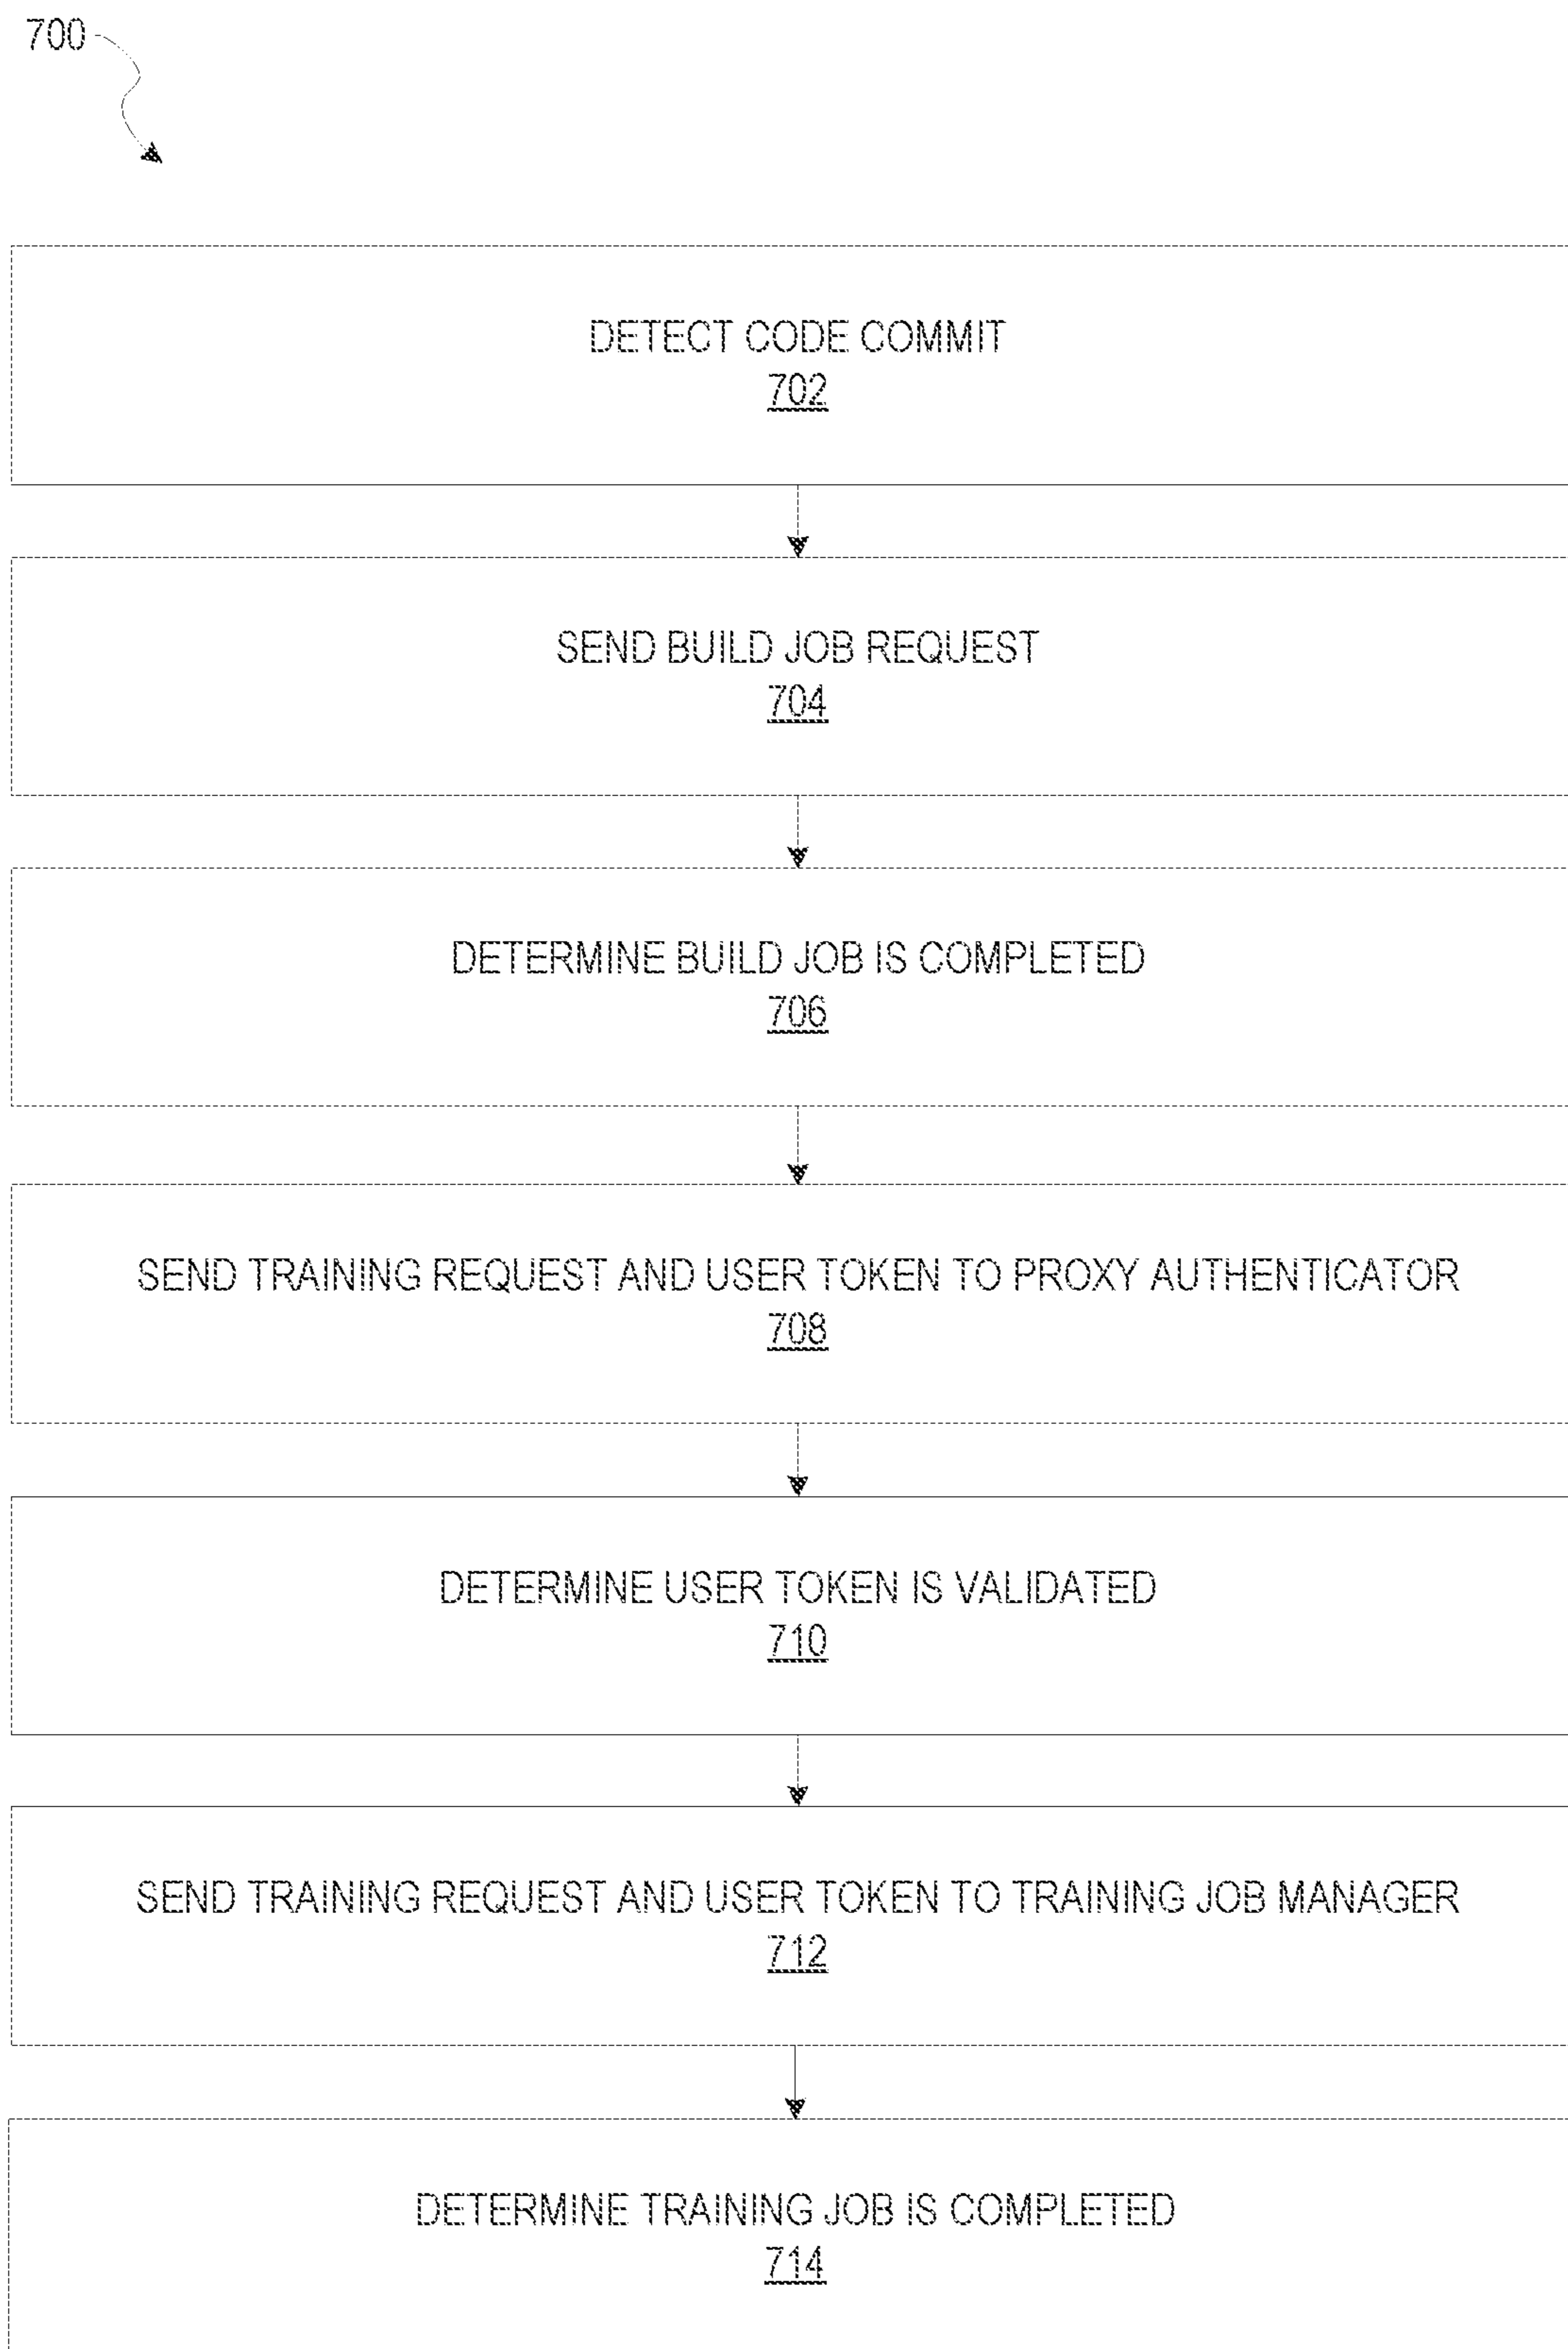 700
DETECT CODE COMMIT
702
SEND BUILD JOB REQUEST
704
DETERMINE BUILD JOB IS COMPLETED
706
SEND TRAINING REQUEST AND USER TOKEN TO PROXY AUTHENTICATOR
708
DETERMINE USER TOKEN IS VALIDATED
710
SEND TRAINING REQUEST AND USER TOKEN TO TRAINING JOB MANAGER
712
DETERMINE TRAINING JOB IS COMPLETED
714